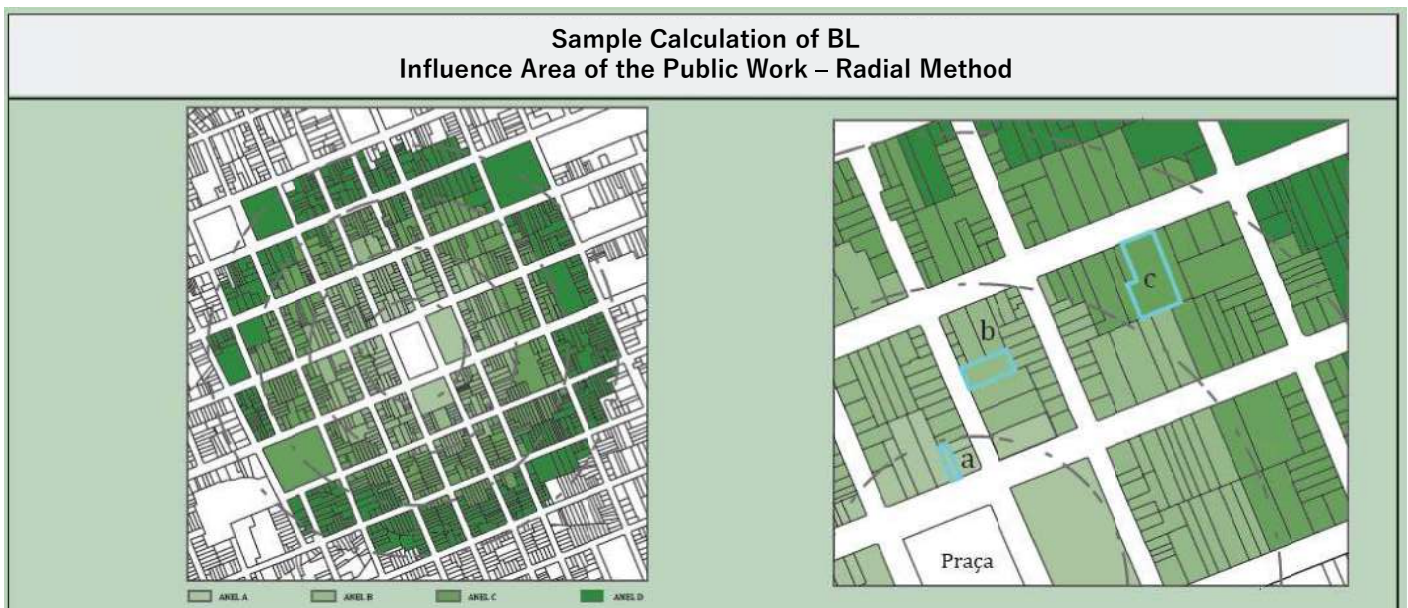 Sample Calculation of BL
Influence Area of the Public Work – Radial Method
c
b
a
Praça
ANEL A
ANEL B
ANEL C
ANEL D